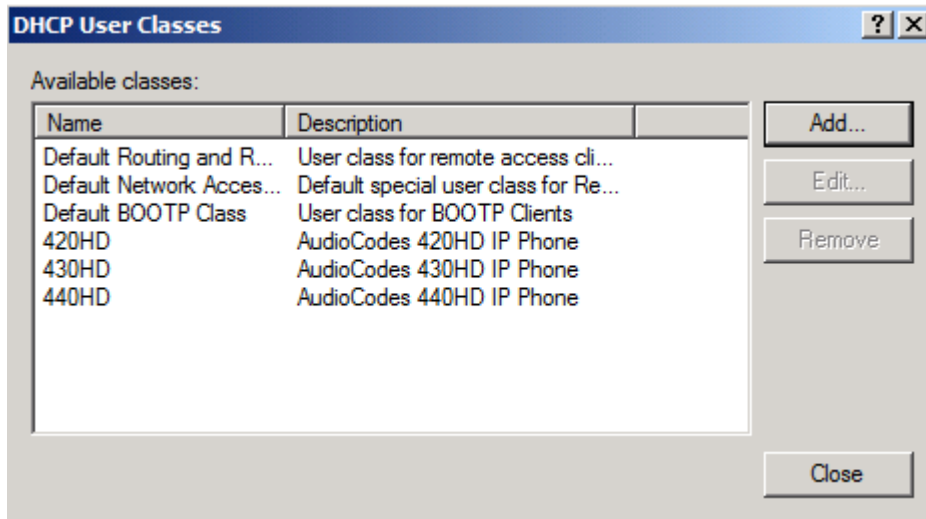 DHCP User Classes
Available classes:
Name Description
Default Routing and R... User class for remote access cli...
Default Network Acces... Default special user class for Re...
Default BOOTP Class User class for BOOTP Clients
420HD AudioCodes 420HD IP Phone
430HD AudioCodes 430HD IP Phone
440HD AudioCodes 440HD IP Phone
Add...
Edit...
Remove
Close